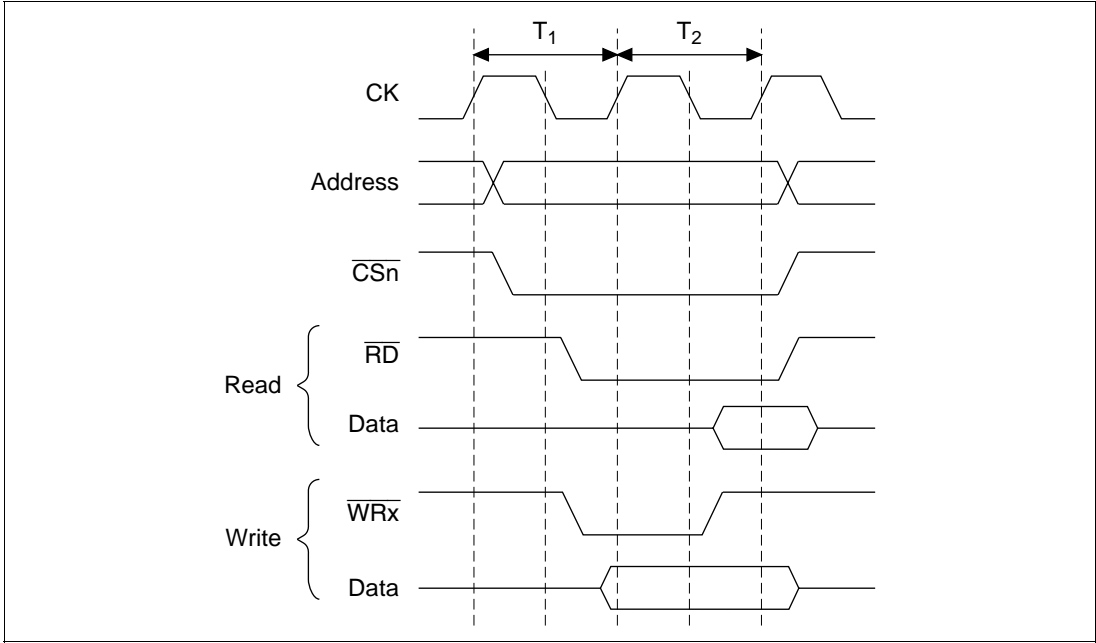 T1 T2
CK
Address
CSn
RD
Read
Data
WRx
Write
Data